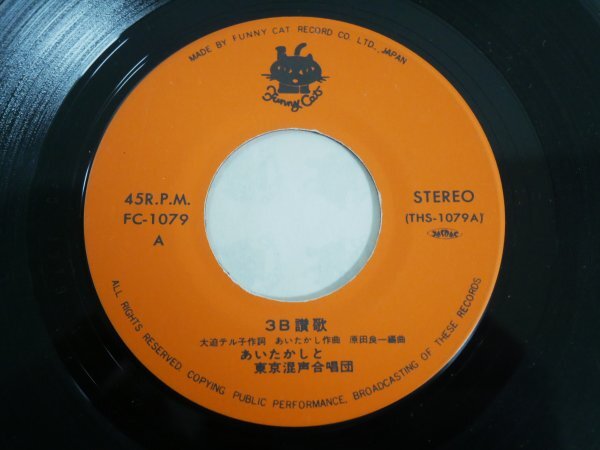 MADE BY FUNNY CAT RECORD CO. LTD., JAPAN
Funny Cat
45R.P.M.
FC-1079
A
STEREO
(THS-1079A)
3B讃歌
大迫テル子作詞 あいたかし作曲 原田良一編曲
あいたかしと
東京混声合唱団
ALL RIGHTS RESERVED. COPYING PUBLIC PERFORMANCE, BROADCASTING OF THESE RECORDS